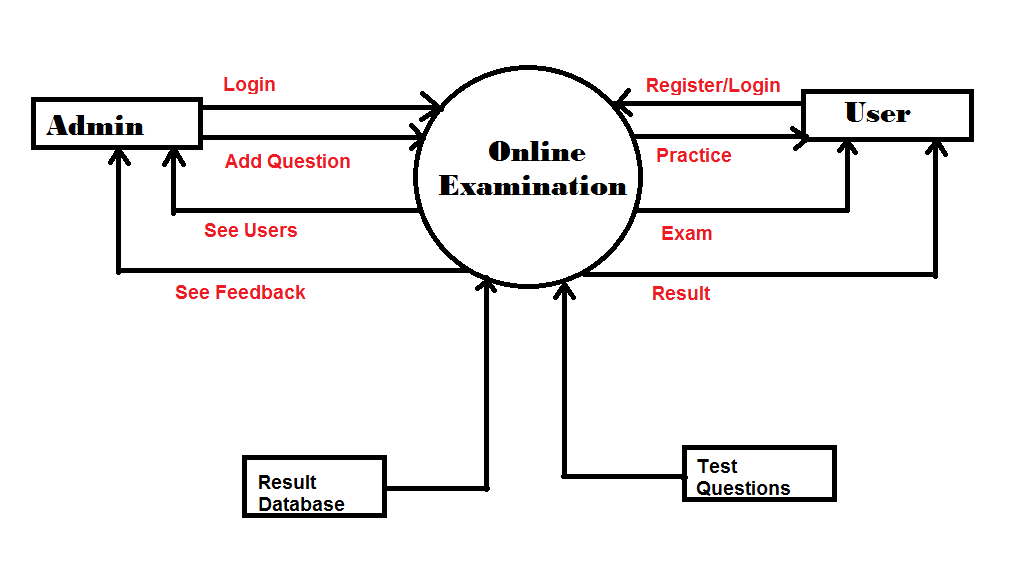 Login
Register/Login
Admin
User
Add Question
Practice
Online
Examination
See Users
Exam
See Feedback
Result
Result
Database
Test
Questions